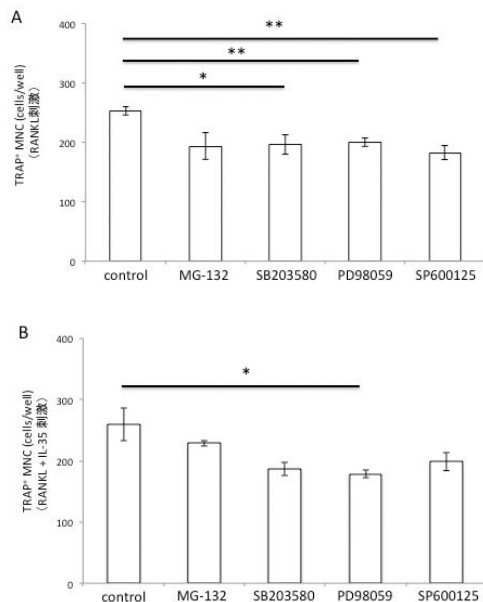 A
400
300
200
100
0
TRAP⁺ MNC (cells/well)
（RANKL刺激）
**
**
*
control MG-132 SB203580 PD98059 SP600125
B
400
300
200
100
0
TRAP⁺ MNC (cells/well)
（RANKL + IL-35 刺激）
*
control MG-132 SB203580 PD98059 SP600125